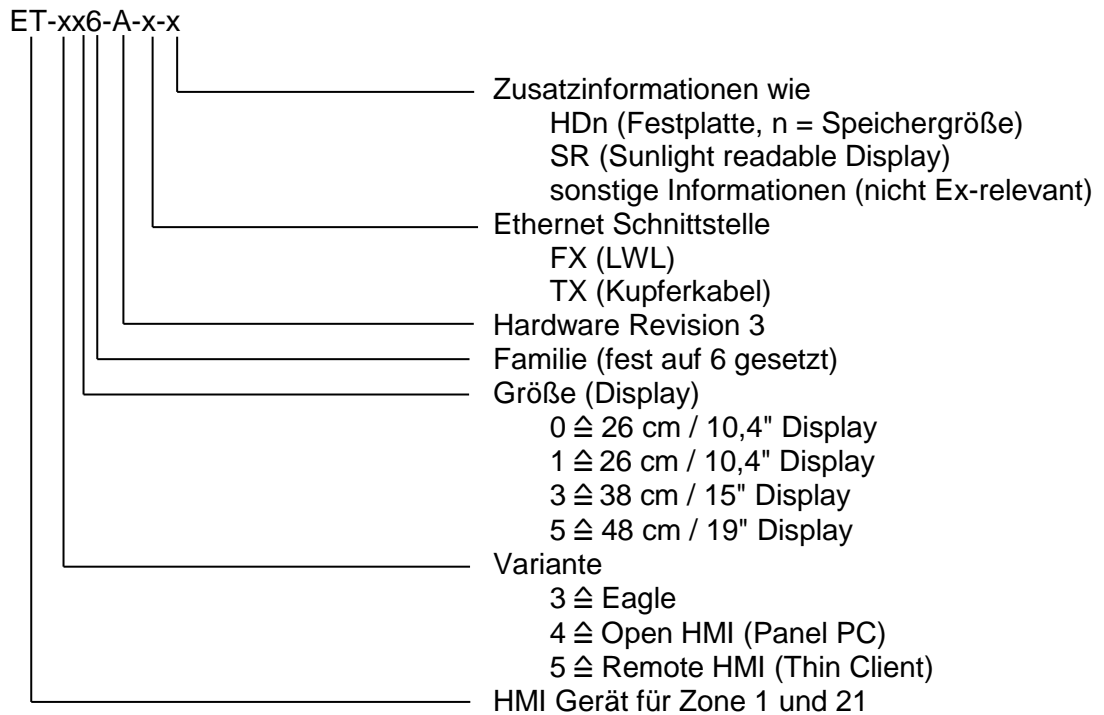 ET-xx6-A-x-x
Zusatzinformationen wie
HDn (Festplatte, n = Speichergröße)
SR (Sunlight readable Display)
sonstige Informationen (nicht Ex-relevant)
Ethernet Schnittstelle
FX (LWL)
TX (Kupferkabel)
Hardware Revision 3
Familie (fest auf 6 gesetzt)
Größe (Display)
0 ≙ 26 cm / 10,4" Display
1 ≙ 26 cm / 10,4" Display
3 ≙ 38 cm / 15" Display
5 ≙ 48 cm / 19" Display
Variante
3 ≙ Eagle
4 ≙ Open HMI (Panel PC)
5 ≙ Remote HMI (Thin Client)
HMI Gerät für Zone 1 und 21